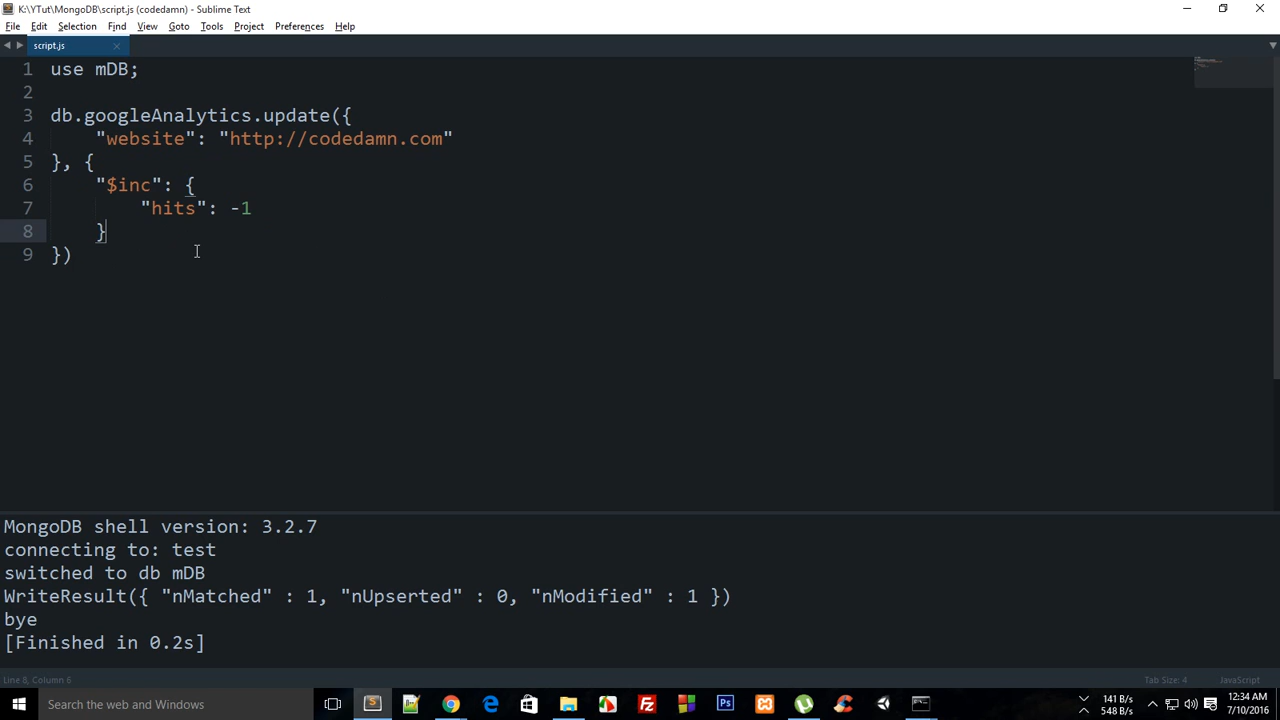 K:\YTut\MongoDB\script.js (codedamn) - Sublime Text
File Edit Selection Find View Goto Tools Project Preferences Help
script.js
1 use mDB;
2
3 db.googleAnalytics.update({
4 "website": "http://codedamn.com"
5 }, {
6 "$inc": {
7 "hits": -1
8 }
9 })
MongoDB shell version: 3.2.7
connecting to: test
switched to db mDB
WriteResult({ "nMatched" : 1, "nUpserted" : 0, "nModified" : 1 })
bye
[Finished in 0.2s]
Line 8, Column 6 Tab Size: 4 JavaScript
Search the web and Windows
141 B/s
548 B/s
12:34 AM
7/10/2016